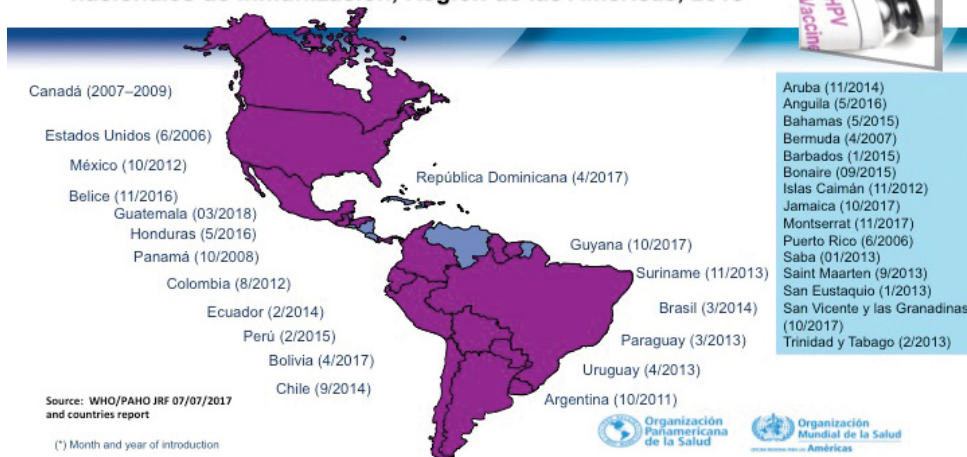 HPV
Vaccine
Canadá (2007–2009)
Estados Unidos (6/2006)
México (10/2012)
Belice (11/2016)
Guatemala (03/2018)
Honduras (5/2016)
Panamá (10/2008)
Colombia (8/2012)
Ecuador (2/2014)
Perú (2/2015)
Bolivia (4/2017)
Chile (9/2014)
República Dominicana (4/2017)
Guyana (10/2017)
Suriname (11/2013)
Brasil (3/2014)
Paraguay (3/2013)
Uruguay (4/2013)
Argentina (10/2011)
Aruba (11/2014)
Anguila (5/2016)
Bahamas (5/2015)
Bermuda (4/2007)
Barbados (1/2015)
Bonaire (09/2015)
Islas Caimán (11/2012)
Jamaica (10/2017)
Montserrat (11/2017)
Puerto Rico (6/2006)
Saba (01/2013)
Saint Maarten (9/2013)
San Eustaquio (1/2013)
San Vicente y las Granadinas
(10/2017)
Trinidad y Tabago (2/2013)
Source: WHO/PAHO JRF 07/07/2017
and countries report
(*) Month and year of introduction
Organización
Panamericana
de la Salud
Organización
Mundial de la Salud
OFICINA REGIONAL PARA LAS Américas